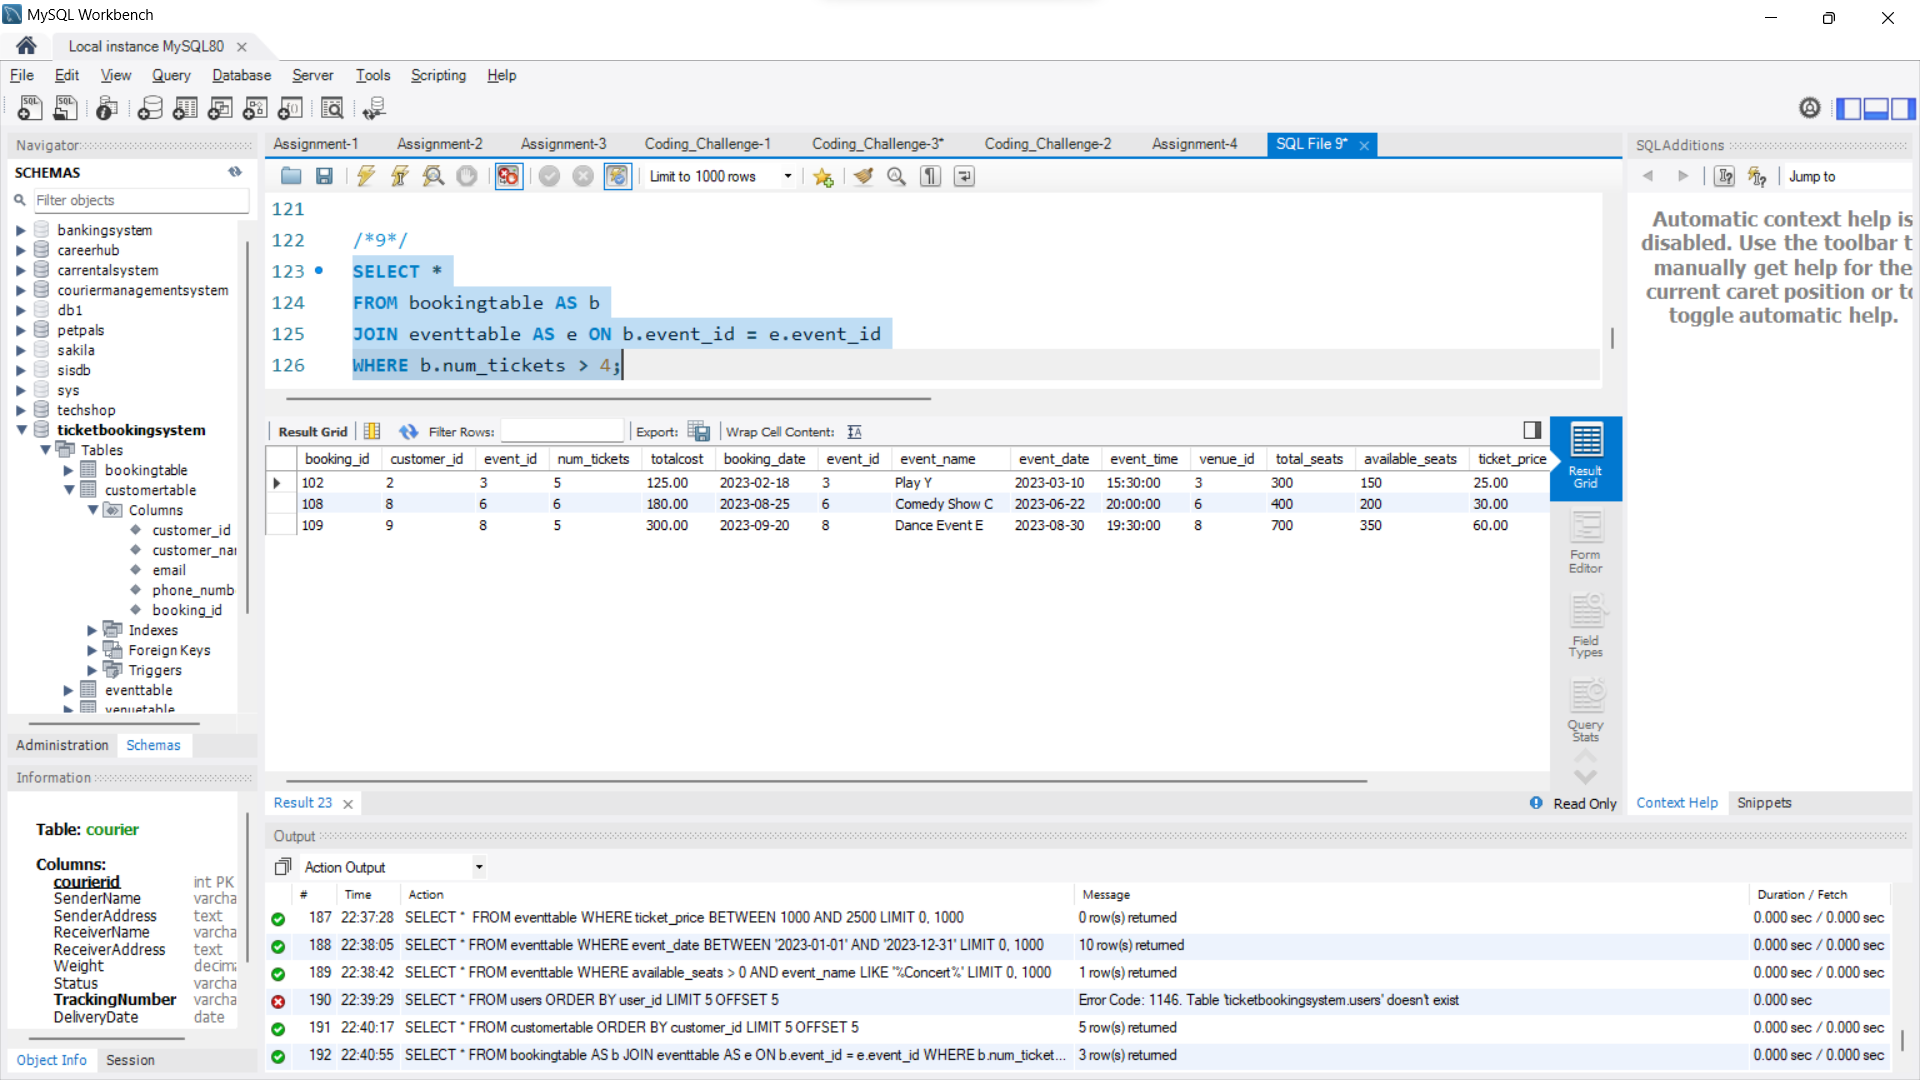 MySQL Workbench
Local instance MySQL80
File Edit View Query Database Server Tools Scripting Help
Navigator
SCHEMAS
Filter objects
bankingsystem
careerhub
carrentalsystem
couriermanagementsystem
db1
petpals
sakila
sisdb
sys
techshop
ticketbookingsystem
Tables
bookingtable
customertable
Columns
customer_id
customer_nai
email
phone_numb
booking_id
Indexes
Foreign Keys
Triggers
eventtable
venuetable
Administration Schemas
Information
Table: courier
Columns:
courierid int PK
SenderName varcha
SenderAddress text
ReceiverName varcha
ReceiverAddress text
Weight decim
Status varcha
TrackingNumber varcha
DeliveryDate date
Object Info Session
Assignment-1 Assignment-2 Assignment-3 Coding_Challenge-1 Coding_Challenge-3* Coding_Challenge-2 Assignment-4 SQL File 9*
Limit to 1000 rows
121
122 /*9*/
123 SELECT *
124 FROM bookingtable AS b
125 JOIN eventtable AS e ON b.event_id = e.event_id
126 WHERE b.num_tickets > 4;
Result Grid Filter Rows: Export: Wrap Cell Content:
booking_id customer_id event_id num_tickets totalcost booking_date event_id event_name event_date event_time venue_id total_seats available_seats ticket_price
102 2 3 5 125.00 2023-02-18 3 Play Y 2023-03-10 15:30:00 3 300 150 25.00
108 8 6 6 180.00 2023-08-25 6 Comedy Show C 2023-06-22 20:00:00 6 400 200 30.00
109 9 8 5 300.00 2023-09-20 8 Dance Event E 2023-08-30 19:30:00 8 700 350 60.00
Result Grid
Form Editor
Field Types
Query Stats
Result 23
Read Only
SQLAdditions
Jump to
Automatic context help is
disabled. Use the toolbar t
manually get help for the
current caret position or to
toggle automatic help.
Context Help Snippets
Output
Action Output
# Time Action Message Duration / Fetch
187 22:37:28 SELECT * FROM eventtable WHERE ticket_price BETWEEN 1000 AND 2500 LIMIT 0, 1000 0 row(s) returned 0.000 sec / 0.000 sec
188 22:38:05 SELECT * FROM eventtable WHERE event_date BETWEEN '2023-01-01' AND '2023-12-31' LIMIT 0, 1000 10 row(s) returned 0.000 sec / 0.000 sec
189 22:38:42 SELECT * FROM eventtable WHERE available_seats > 0 AND event_name LIKE '%Concert%' LIMIT 0, 1000 1 row(s) returned 0.000 sec / 0.000 sec
190 22:39:29 SELECT * FROM users ORDER BY user_id LIMIT 5 OFFSET 5 Error Code: 1146. Table 'ticketbookingsystem.users' doesn't exist 0.000 sec
191 22:40:17 SELECT * FROM customertable ORDER BY customer_id LIMIT 5 OFFSET 5 5 row(s) returned 0.000 sec / 0.000 sec
192 22:40:55 SELECT * FROM bookingtable AS b JOIN eventtable AS e ON b.event_id = e.event_id WHERE b.num_ticket... 3 row(s) returned 0.000 sec / 0.000 sec